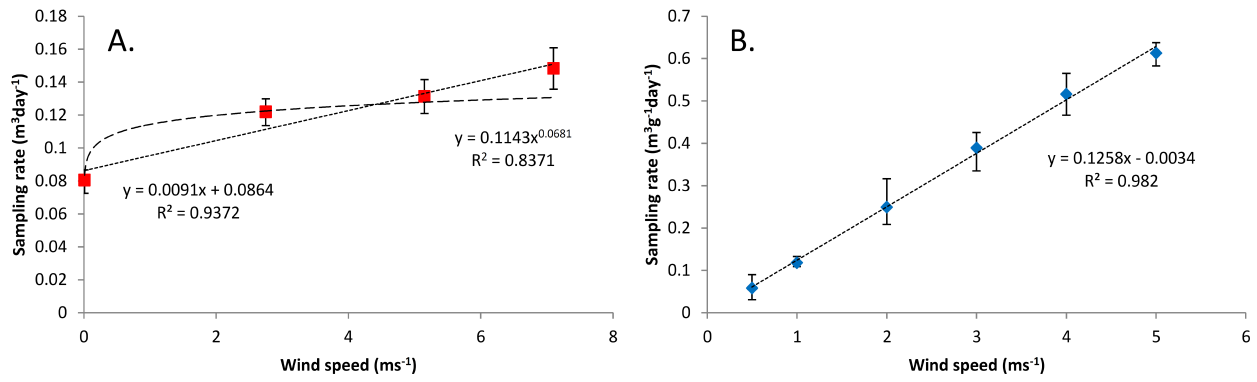 A.
Sampling rate (m³day⁻¹)
0.18
0.16
0.14
0.12
0.1
0.08
0.06
0.04
0.02
0
y = 0.1143x^0.0681
R² = 0.8371
y = 0.0091x + 0.0864
R² = 0.9372
0 2 4 6 8
Wind speed (ms⁻¹)
B.
Sampling rate (m³g⁻¹day⁻¹)
0.7
0.6
0.5
0.4
0.3
0.2
0.1
0
y = 0.1258x - 0.0034
R² = 0.982
0 1 2 3 4 5 6
Wind speed (ms⁻¹)